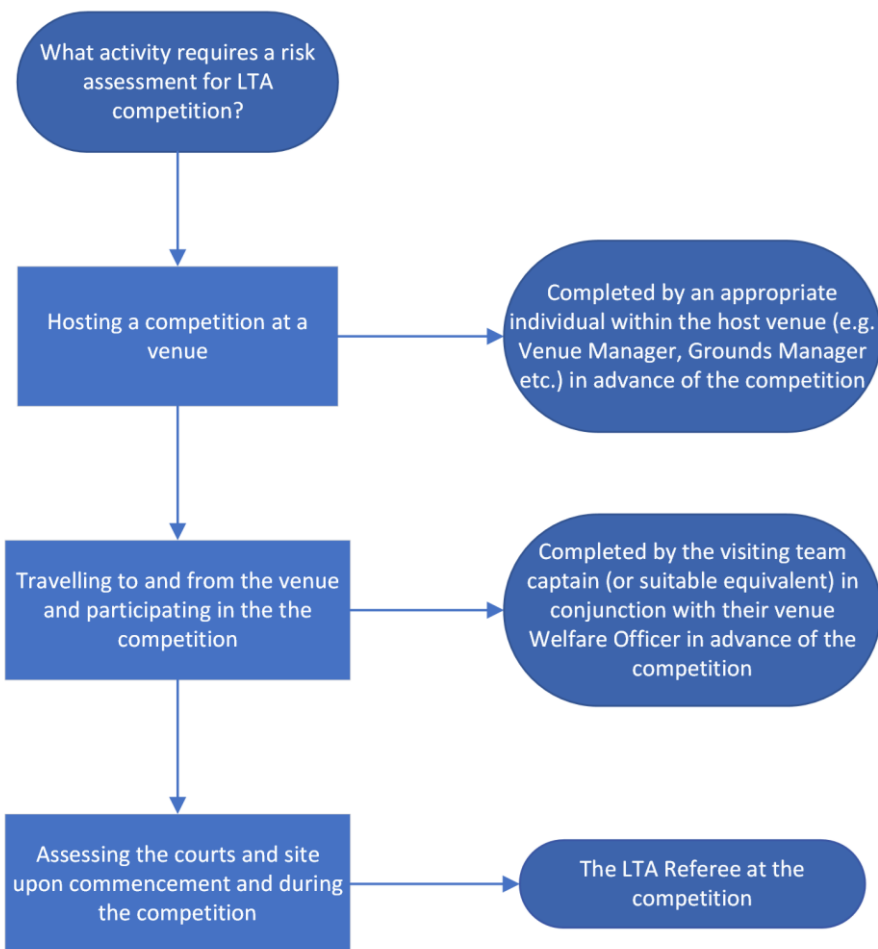 What activity requires a risk
assessment for LTA
competition?
Hosting a competition at a
venue
Completed by an appropriate
individual within the host venue (e.g.
Venue Manager, Grounds Manager
etc.) in advance of the competition
Travelling to and from the venue
and participating in the the
competition
Completed by the visiting team
captain (or suitable equivalent) in
conjunction with their venue
Welfare Officer in advance of the
competition
Assessing the courts and site
upon commencement and during
the competition
The LTA Referee at the
competition